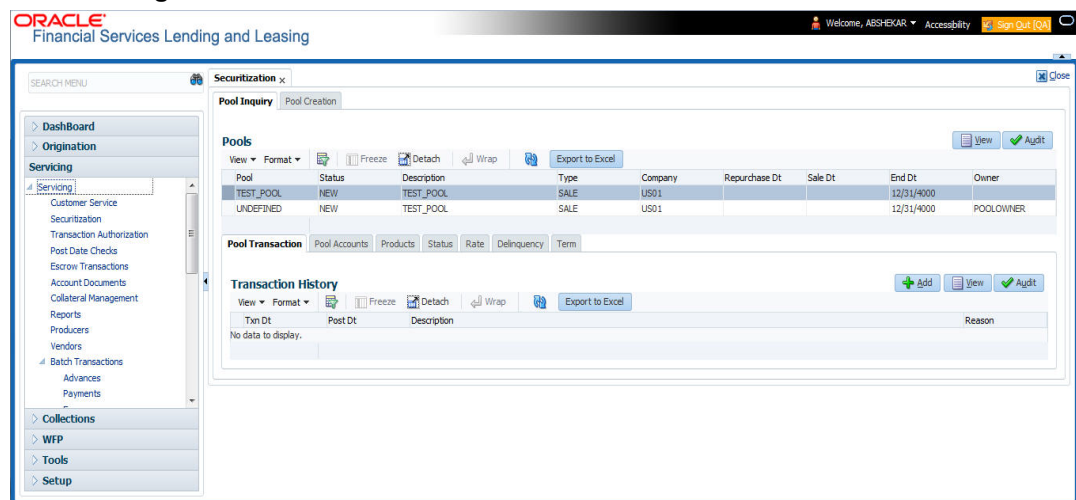 ORACLE
Financial Services Lending and Leasing
Welcome, ABSHEKAR Accessibility Sign Out [QA]
SEARCH MENU
Securitization x
Close
Pool Inquiry Pool Creation
DashBoard
Origination
Servicing
Servicing
Customer Service
Securitization
Transaction Authorization
Post Date Checks
Escrow Transactions
Account Documents
Collateral Management
Reports
Producers
Vendors
Batch Transactions
Advances
Payments
Collections
WFP
Tools
Setup
Pools
View Audit
View Format Freeze Detach Wrap Export to Excel
Pool Status Description Type Company Repurchase Dt Sale Dt End Dt Owner
TEST_POOL NEW TEST_POOL SALE US01 12/31/4000
UNDEFINED NEW TEST_POOL SALE US01 12/31/4000 POOLOWNER
Pool Transaction Pool Accounts Products Status Rate Delinquency Term
Transaction History
Add View Audit
View Format Freeze Detach Wrap Export to Excel
Txn Dt Post Dt Description Reason
No data to display.